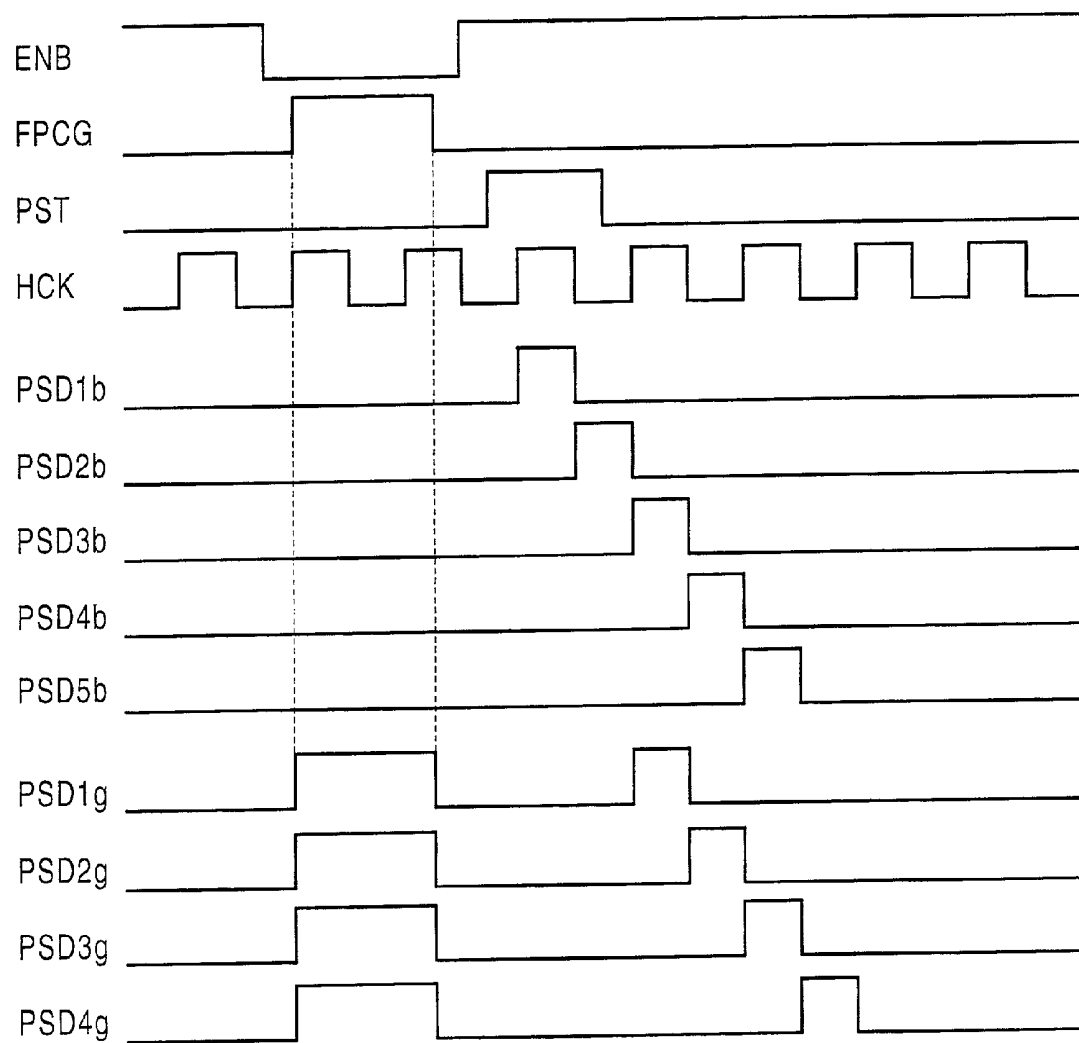 ENB
FPCG
PST
HCK
PSD1b
PSD2b
PSD3b
PSD4b
PSD5b
PSD1g
PSD2g
PSD3g
PSD4g